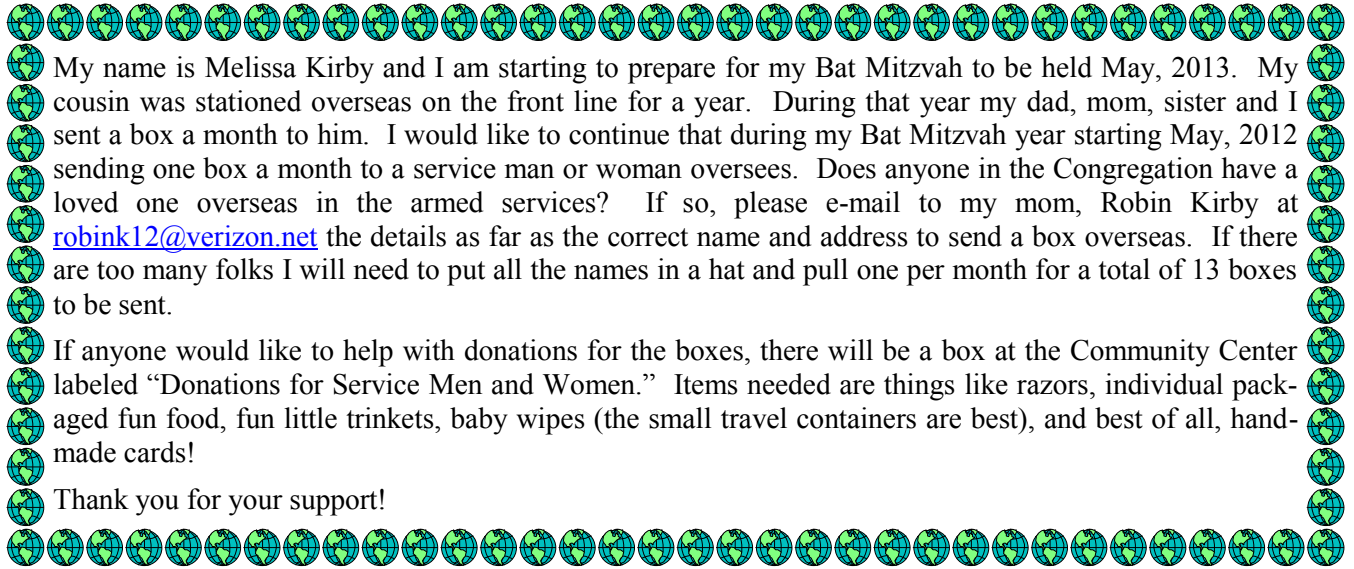 My name is Melissa Kirby and I am starting to prepare for my Bat Mitzvah to be held May, 2013. My
cousin was stationed overseas on the front line for a year. During that year my dad, mom, sister and I
sent a box a month to him. I would like to continue that during my Bat Mitzvah year starting May, 2012
sending one box a month to a service man or woman oversees. Does anyone in the Congregation have a
loved one overseas in the armed services? If so, please e-mail to my mom, Robin Kirby at
robink12@verizon.net the details as far as the correct name and address to send a box overseas. If there
are too many folks I will need to put all the names in a hat and pull one per month for a total of 13 boxes
to be sent.
If anyone would like to help with donations for the boxes, there will be a box at the Community Center
labeled “Donations for Service Men and Women.” Items needed are things like razors, individual pack-
aged fun food, fun little trinkets, baby wipes (the small travel containers are best), and best of all, hand-
made cards!
Thank you for your support!